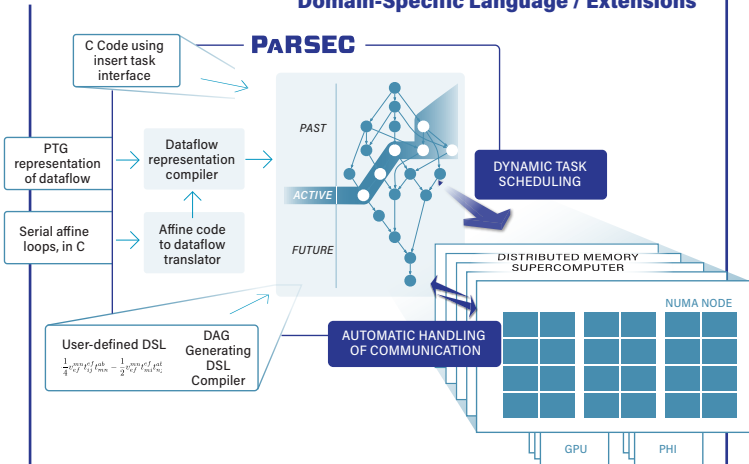 Domain-Specific Language / Extensions
C Code using
insert task
interface
PARSEC
PTG
representation
of dataflow
Dataflow
representation
compiler
Serial affine
loops, in C
Affine code
to dataflow
translator
PAST
ACTIVE
FUTURE
DYNAMIC TASK
SCHEDULING
DISTRIBUTED MEMORY
SUPERCOMPUTER
NUMA NODE
AUTOMATIC HANDLING
OF COMMUNICATION
User-defined DSL
DAG
Generating
DSL
Compiler
GPU
PHI